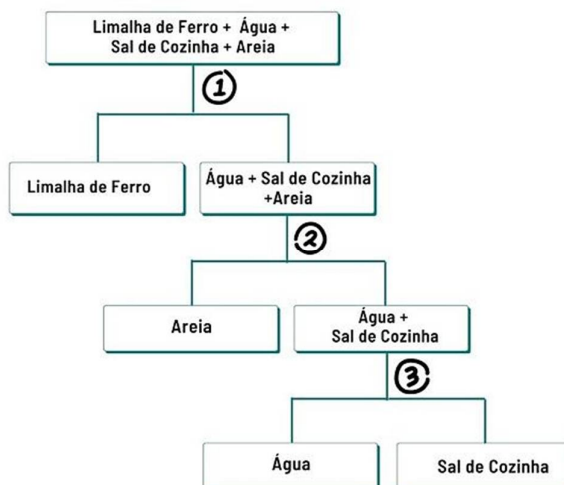 Limalha de Ferro + Água +
Sal de Cozinha + Areia
1
Limalha de Ferro
Água + Sal de Cozinha
+Areia
2
Areia
Água +
Sal de Cozinha
3
Água
Sal de Cozinha